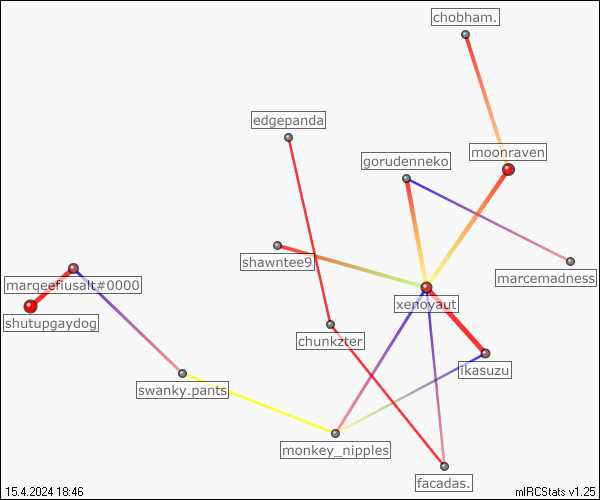 chobham.
edgepanda
gorudenneko
moonraven
shawntee9
marcemadness
marqeefiusalt#0000
xenoyaut
shutupgaydog
chunkzter
ikasuzu
swanky.pants
monkey_nipples
facadas.
15.4.2024 18:46
mIRCStats v1.25